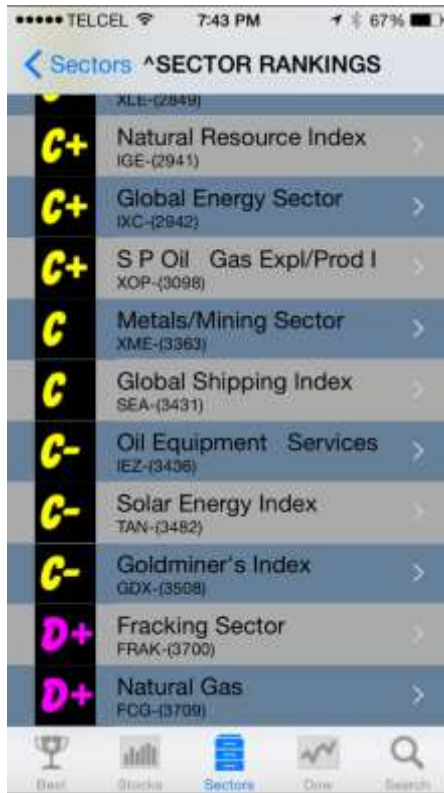 TELCEL 7:43 PM 67%
Sectors ^SECTOR RANKINGS
C
XLE-(2849)
C+ Natural Resource Index
IGE-(2941)
C+ Global Energy Sector
IXC-(2942)
C+ S P Oil Gas Expl/Prod I
XOP-(3098)
C Metals/Mining Sector
XME-(3363)
C Global Shipping Index
SEA-(3431)
C- Oil Equipment Services
IEZ-(3436)
C- Solar Energy Index
TAN-(3482)
C- Goldminer's Index
GDX-(3508)
D+ Fracking Sector
FRAK-(3700)
D+ Natural Gas
FCG-(3709)
Best Stocks Sectors Dow Search